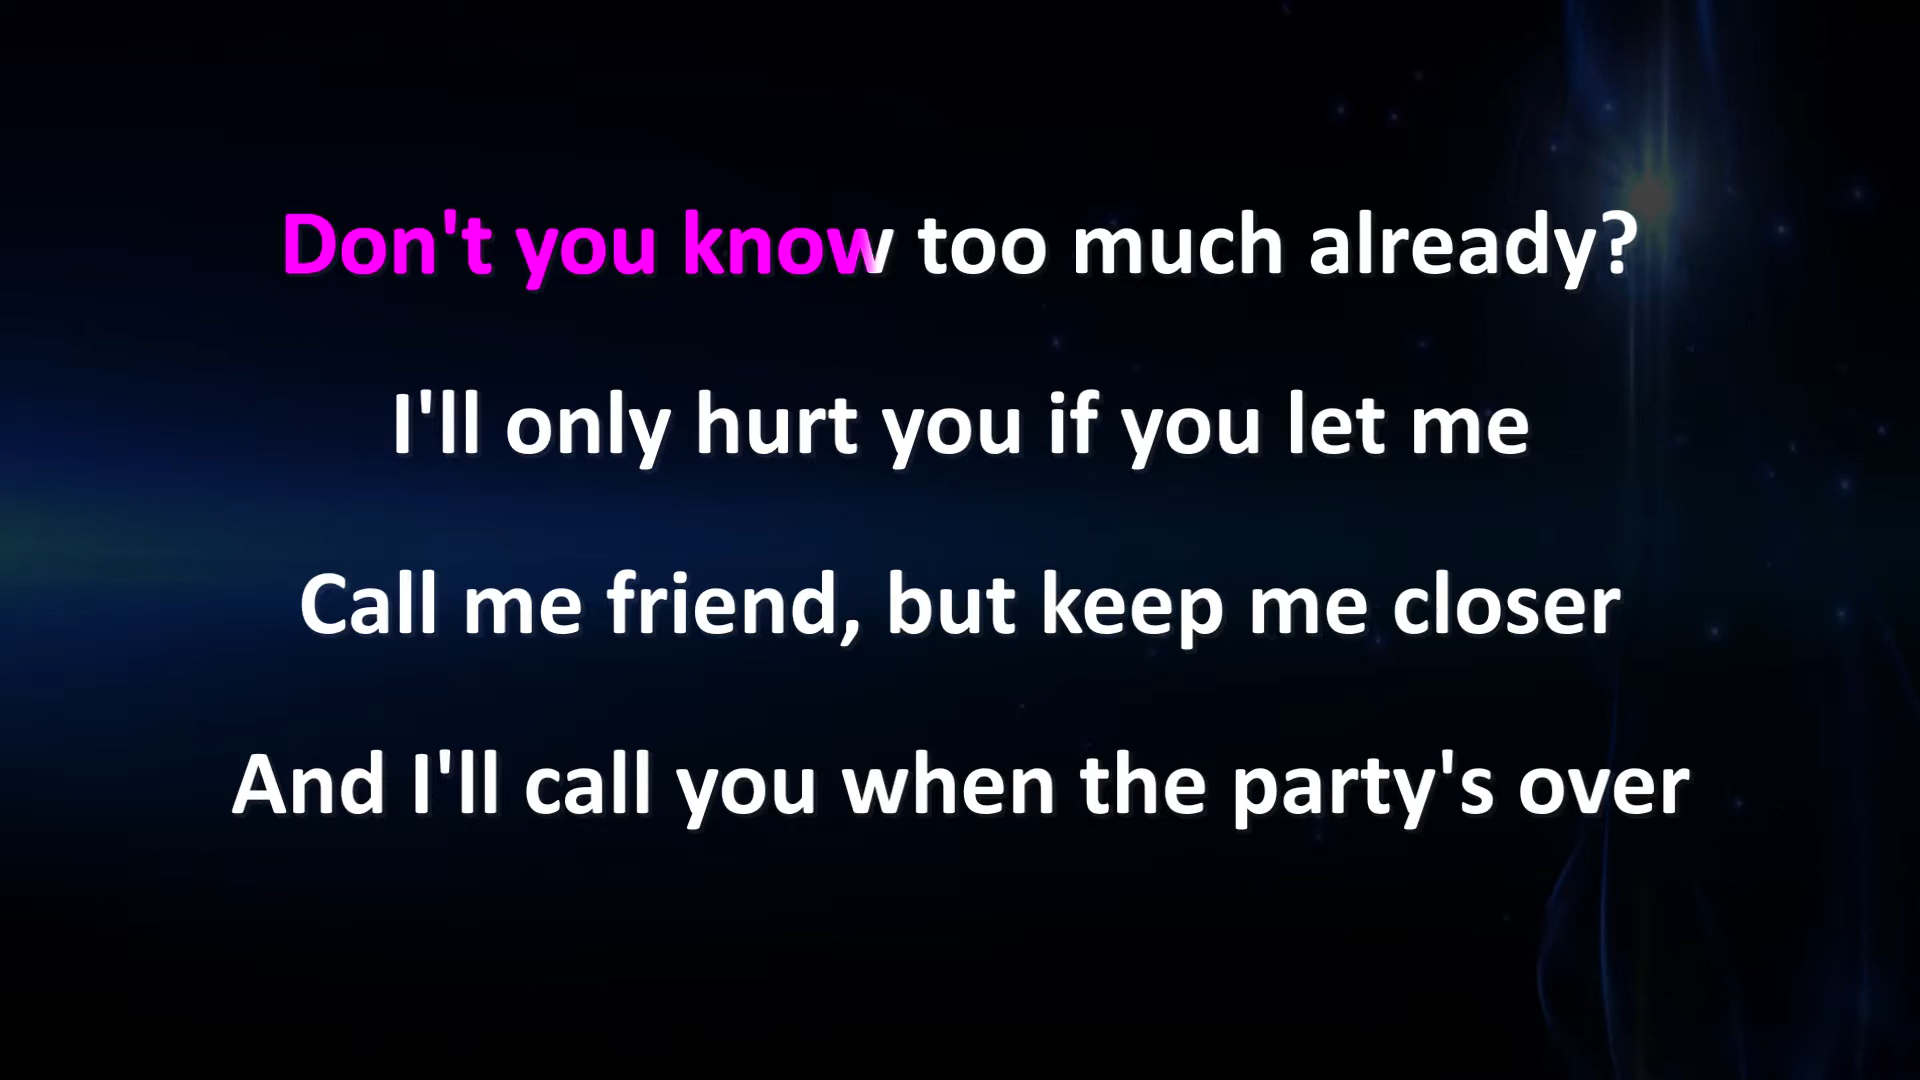 Don't you know too much already?
I'll only hurt you if you let me
Call me friend, but keep me closer
And I'll call you when the party's over